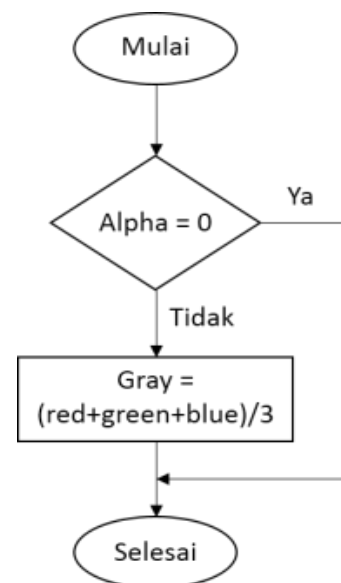 Mulai
Alpha = 0
Ya
Tidak
Gray =
(red+green+blue)/3
Selesai